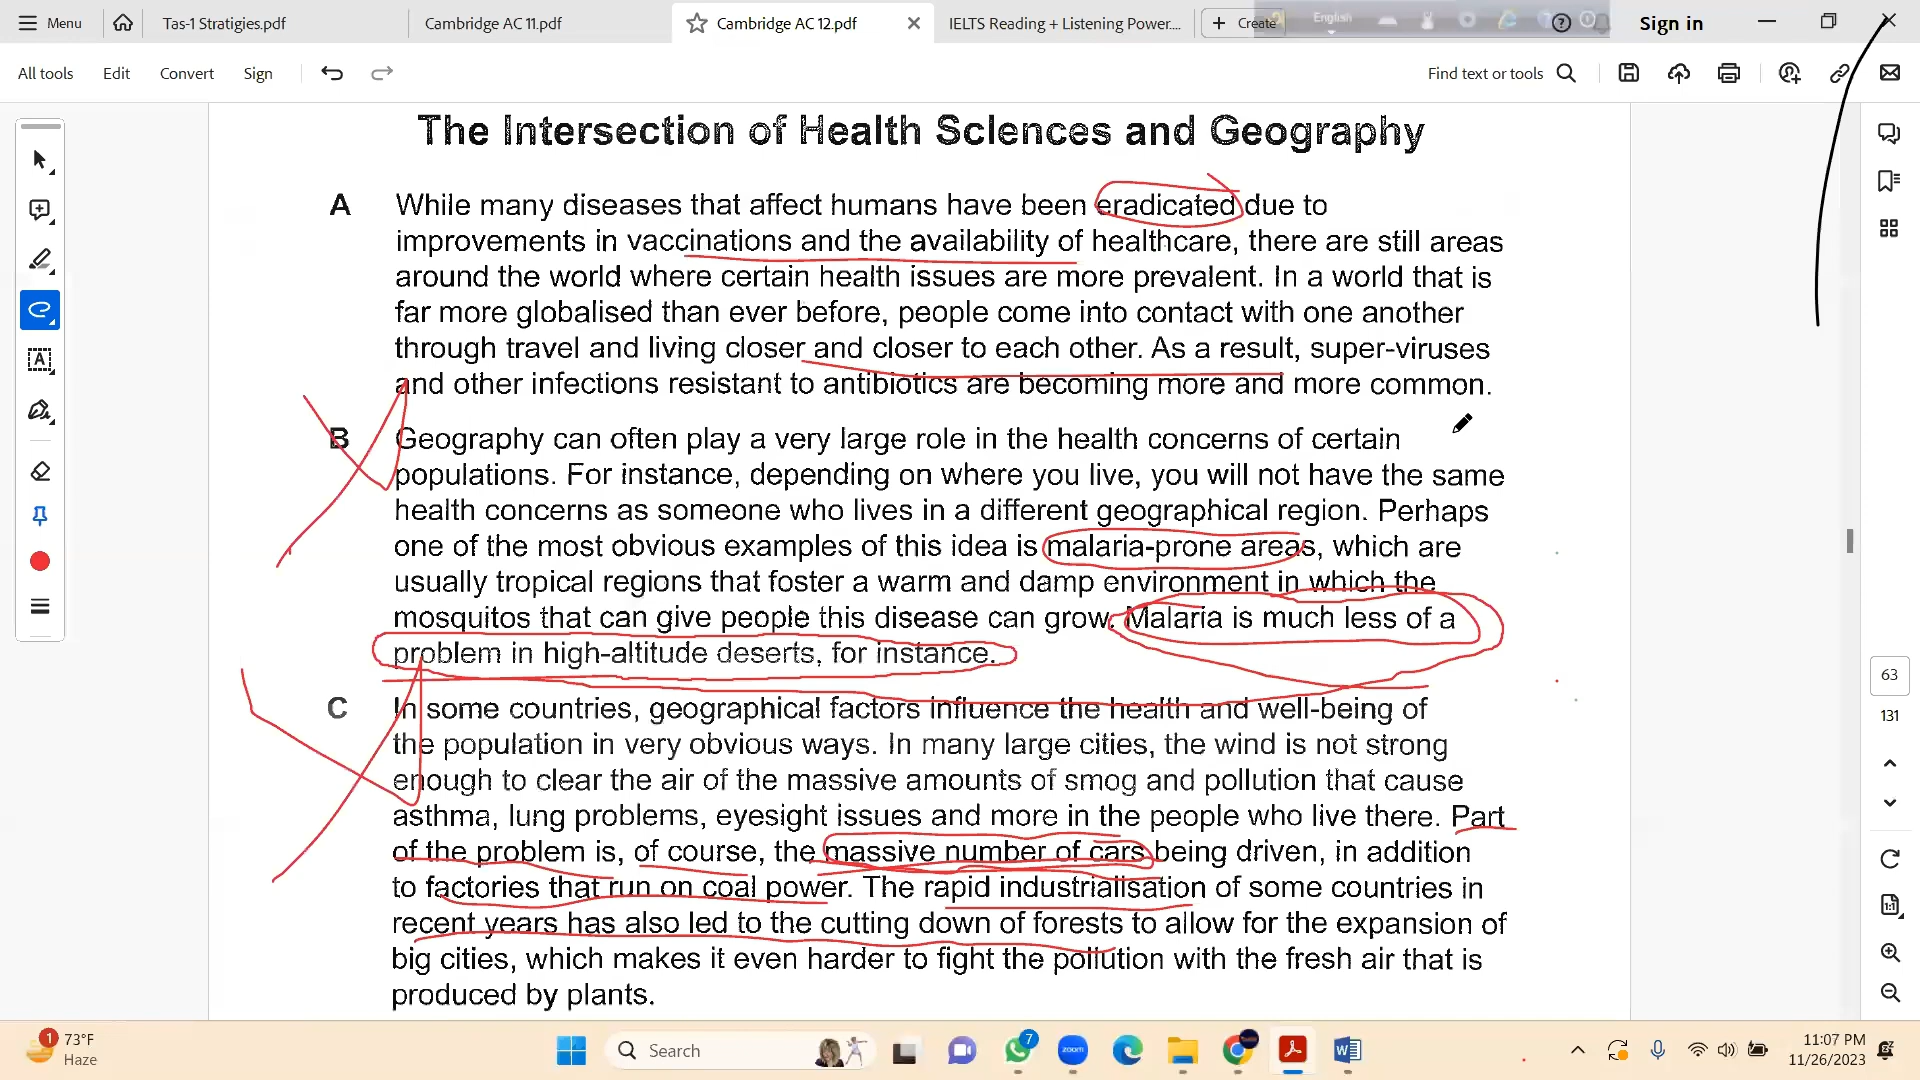 Menu
Tas-1 Stratigies.pdf
Cambridge AC 11.pdf
Cambridge AC 12.pdf
IELTS Reading + Listening Power....
Create
English
Sign in
All tools
Edit
Convert
Sign
Find text or tools
The Intersection of Health Sciences and Geography
A While many diseases that affect humans have been eradicated due to
improvements in vaccinations and the availability of healthcare, there are still areas
around the world where certain health issues are more prevalent. In a world that is
far more globalised than ever before, people come into contact with one another
through travel and living closer and closer to each other. As a result, super-viruses
and other infections resistant to antibiotics are becoming more and more common.
B Geography can often play a very large role in the health concerns of certain
populations. For instance, depending on where you live, you will not have the same
health concerns as someone who lives in a different geographical region. Perhaps
one of the most obvious examples of this idea is malaria-prone areas, which are
usually tropical regions that foster a warm and damp environment in which the
mosquitos that can give people this disease can grow. Malaria is much less of a
problem in high-altitude deserts, for instance.
C In some countries, geographical factors influence the health and well-being of
the population in very obvious ways. In many large cities, the wind is not strong
enough to clear the air of the massive amounts of smog and pollution that cause
asthma, lung problems, eyesight issues and more in the people who live there. Part
of the problem is, of course, the massive number of cars being driven, in addition
to factories that run on coal power. The rapid industrialisation of some countries in
recent years has also led to the cutting down of forests to allow for the expansion of
big cities, which makes it even harder to fight the pollution with the fresh air that is
produced by plants.
63
131
1:1
1
73°F
Haze
Search
7
zoom
11:07 PM
11/26/2023